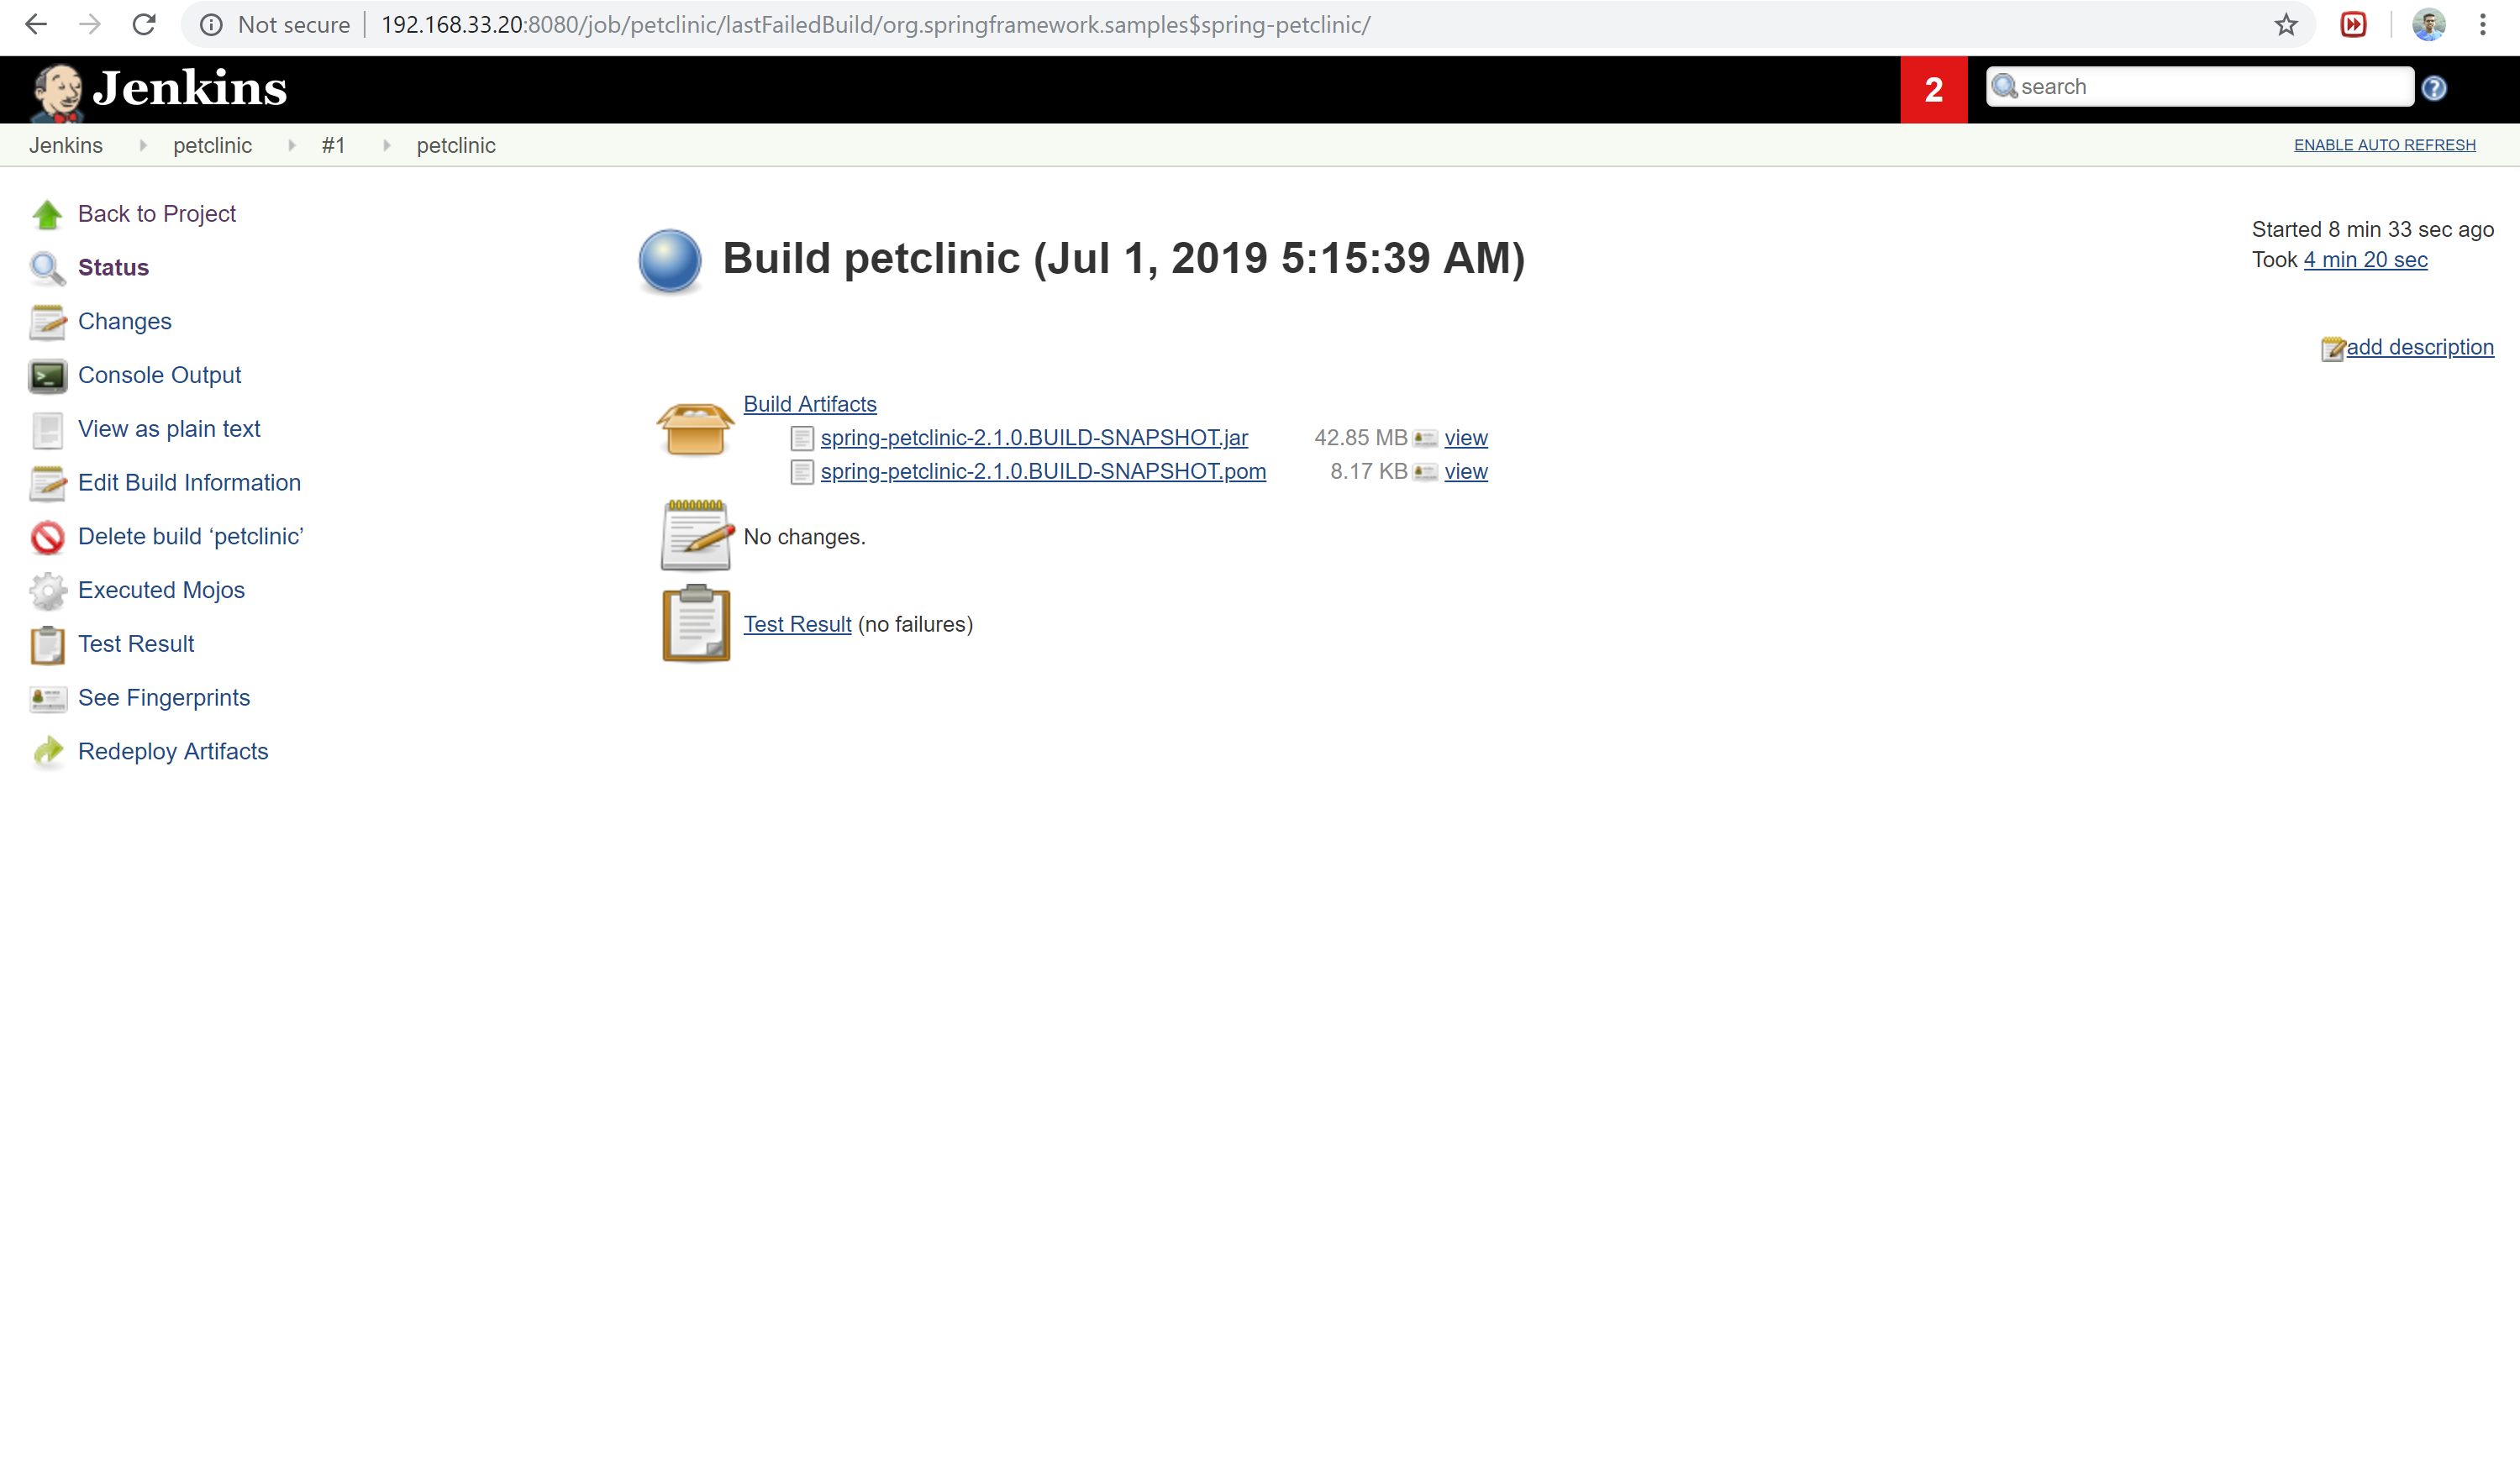 Not secure 192.168.33.20:8080/job/petclinic/lastFailedBuild/org.springframework.samples$spring-petclinic/
Jenkins 2 search
Jenkins petclinic #1 petclinic ENABLE AUTO REFRESH
Back to Project
Status
Changes
Console Output
View as plain text
Edit Build Information
Delete build ‘petclinic’
Executed Mojos
Test Result
See Fingerprints
Redeploy Artifacts
Build petclinic (Jul 1, 2019 5:15:39 AM)
Started 8 min 33 sec ago
Took 4 min 20 sec
add description
Build Artifacts
spring-petclinic-2.1.0.BUILD-SNAPSHOT.jar 42.85 MB view
spring-petclinic-2.1.0.BUILD-SNAPSHOT.pom 8.17 KB view
No changes.
Test Result (no failures)